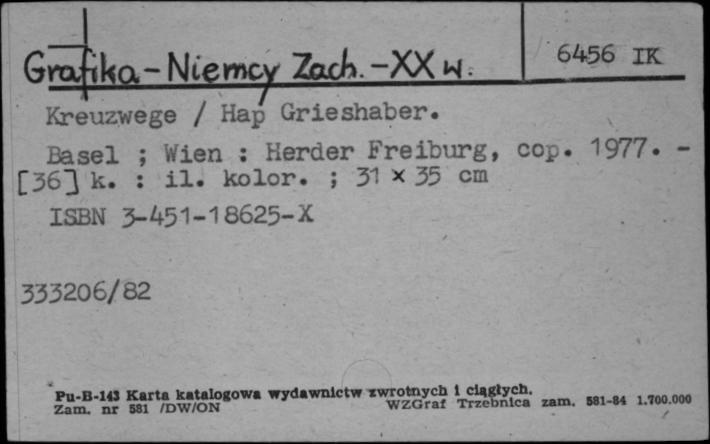 Grafika – Niemcy Zach. – XX w.
6456 IK
Kreuzwege / Hap Grieshaber.
Basel ; Wien : Herder Freiburg, cop. 1977. –
[36] k. : il. kolor. ; 31 × 35 cm
ISBN 3-451-18625-X
333206/82
Pu-B-143 Karta katalogowa wydawnictw zwrotnych i ciągłych.
Zam. nr 581 /DW/ON WZGraf Trzebnica zam. 581-84 1.700.000